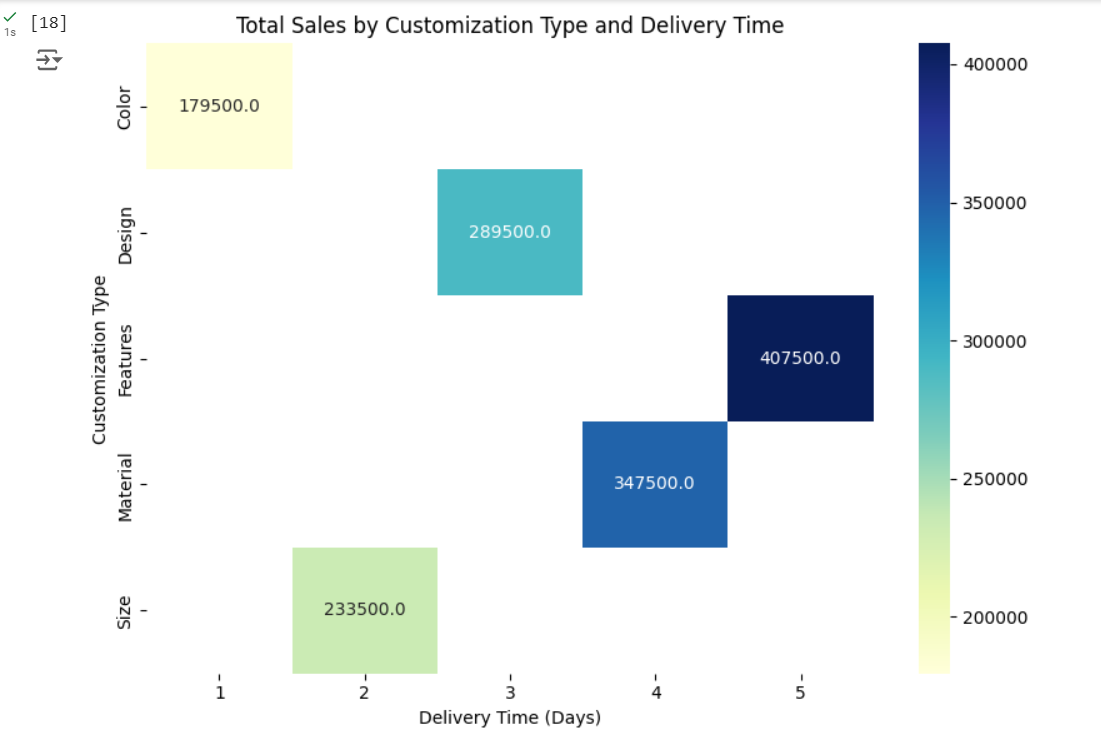 [18]
1s
Total Sales by Customization Type and Delivery Time
Customization Type
Color
Design
Features
Material
Size
179500.0
289500.0
407500.0
347500.0
233500.0
1 2 3 4 5
Delivery Time (Days)
400000
350000
300000
250000
200000